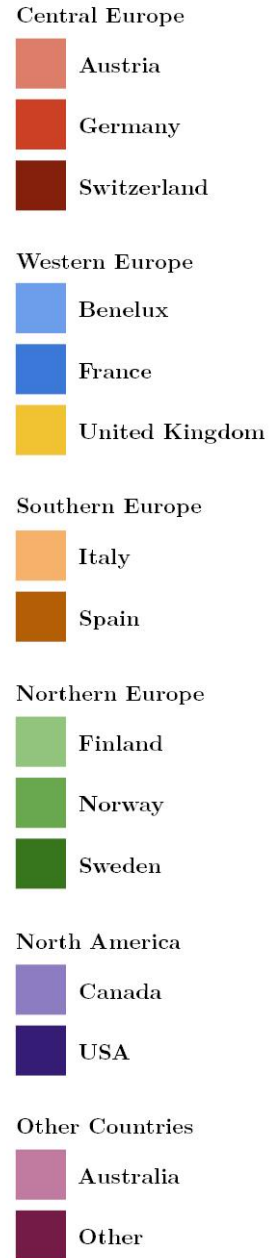 Central Europe
Austria
Germany
Switzerland
Western Europe
Benelux
France
United Kingdom
Southern Europe
Italy
Spain
Northern Europe
Finland
Norway
Sweden
North America
Canada
USA
Other Countries
Australia
Other